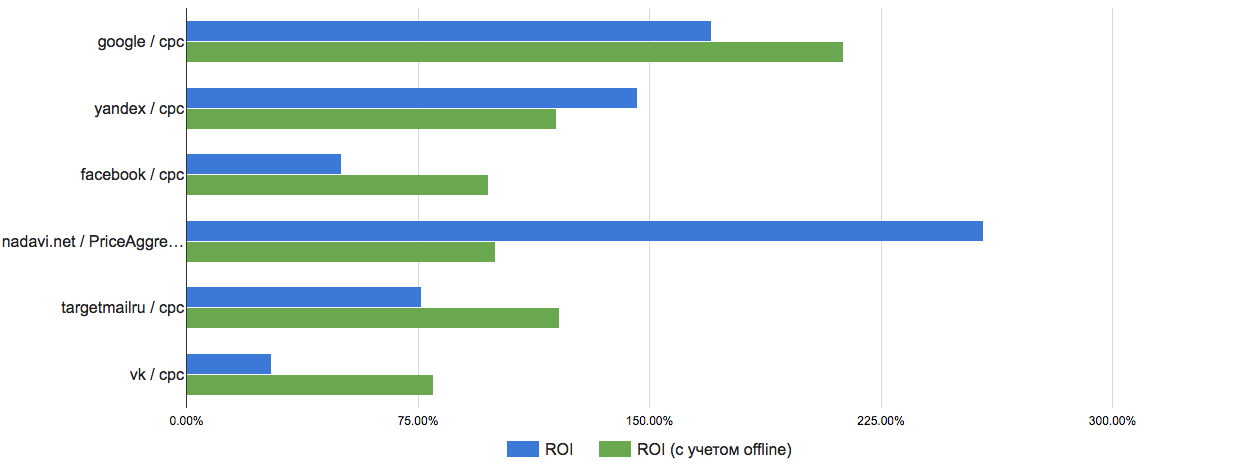 google / cpc
yandex / cpc
facebook / cpc
nadavi.net / PriceAggre…
targetmailru / cpc
vk / cpc
0.00% 75.00% 150.00% 225.00% 300.00%
ROI ROI (с учетом offline)